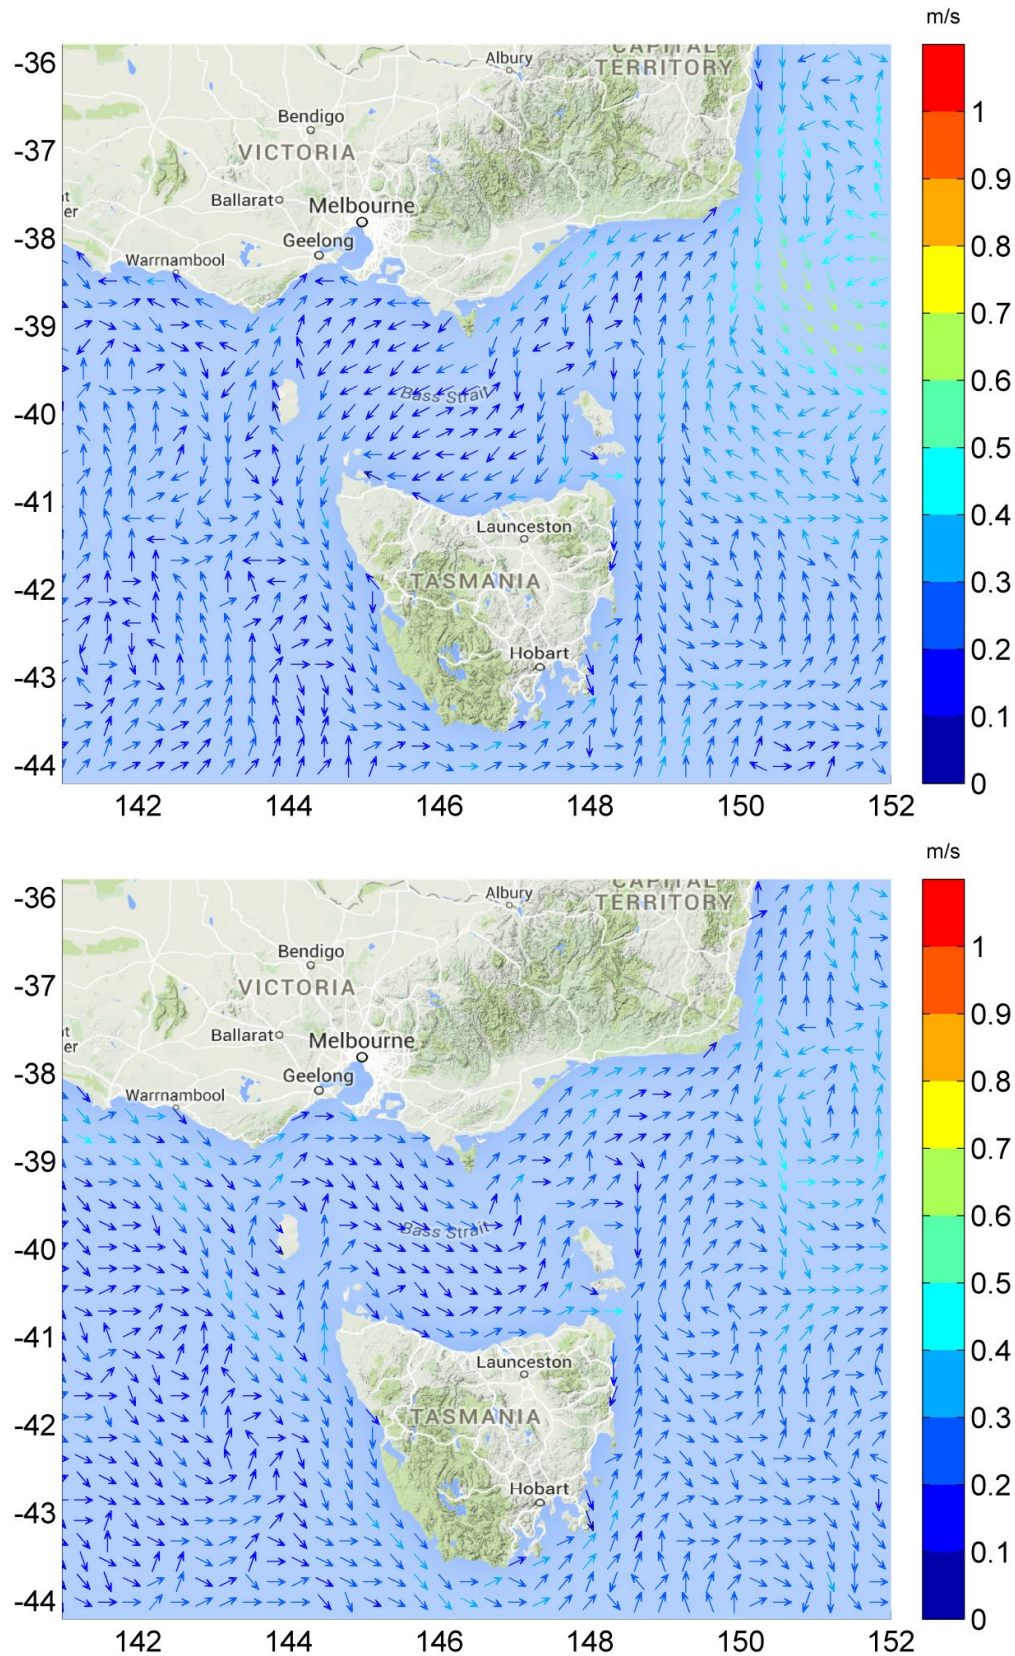 m/s
-36
-37
-38
-39
-40
-41
-42
-43
-44
142
144
146
148
150
152
Albury
CAPITAL
TERRITORY
Bendigo
VICTORIA
Ballarat
Melbourne
Geelong
Warrnambool
er
Bass Strait
Launceston
TASMANIA
Hobart
1
0.9
0.8
0.7
0.6
0.5
0.4
0.3
0.2
0.1
0
m/s
-36
-37
-38
-39
-40
-41
-42
-43
-44
142
144
146
148
150
152
Albury
CAPITAL
TERRITORY
Bendigo
VICTORIA
Ballarat
Melbourne
Geelong
Warrnambool
er
Bass Strait
Launceston
TASMANIA
Hobart
1
0.9
0.8
0.7
0.6
0.5
0.4
0.3
0.2
0.1
0